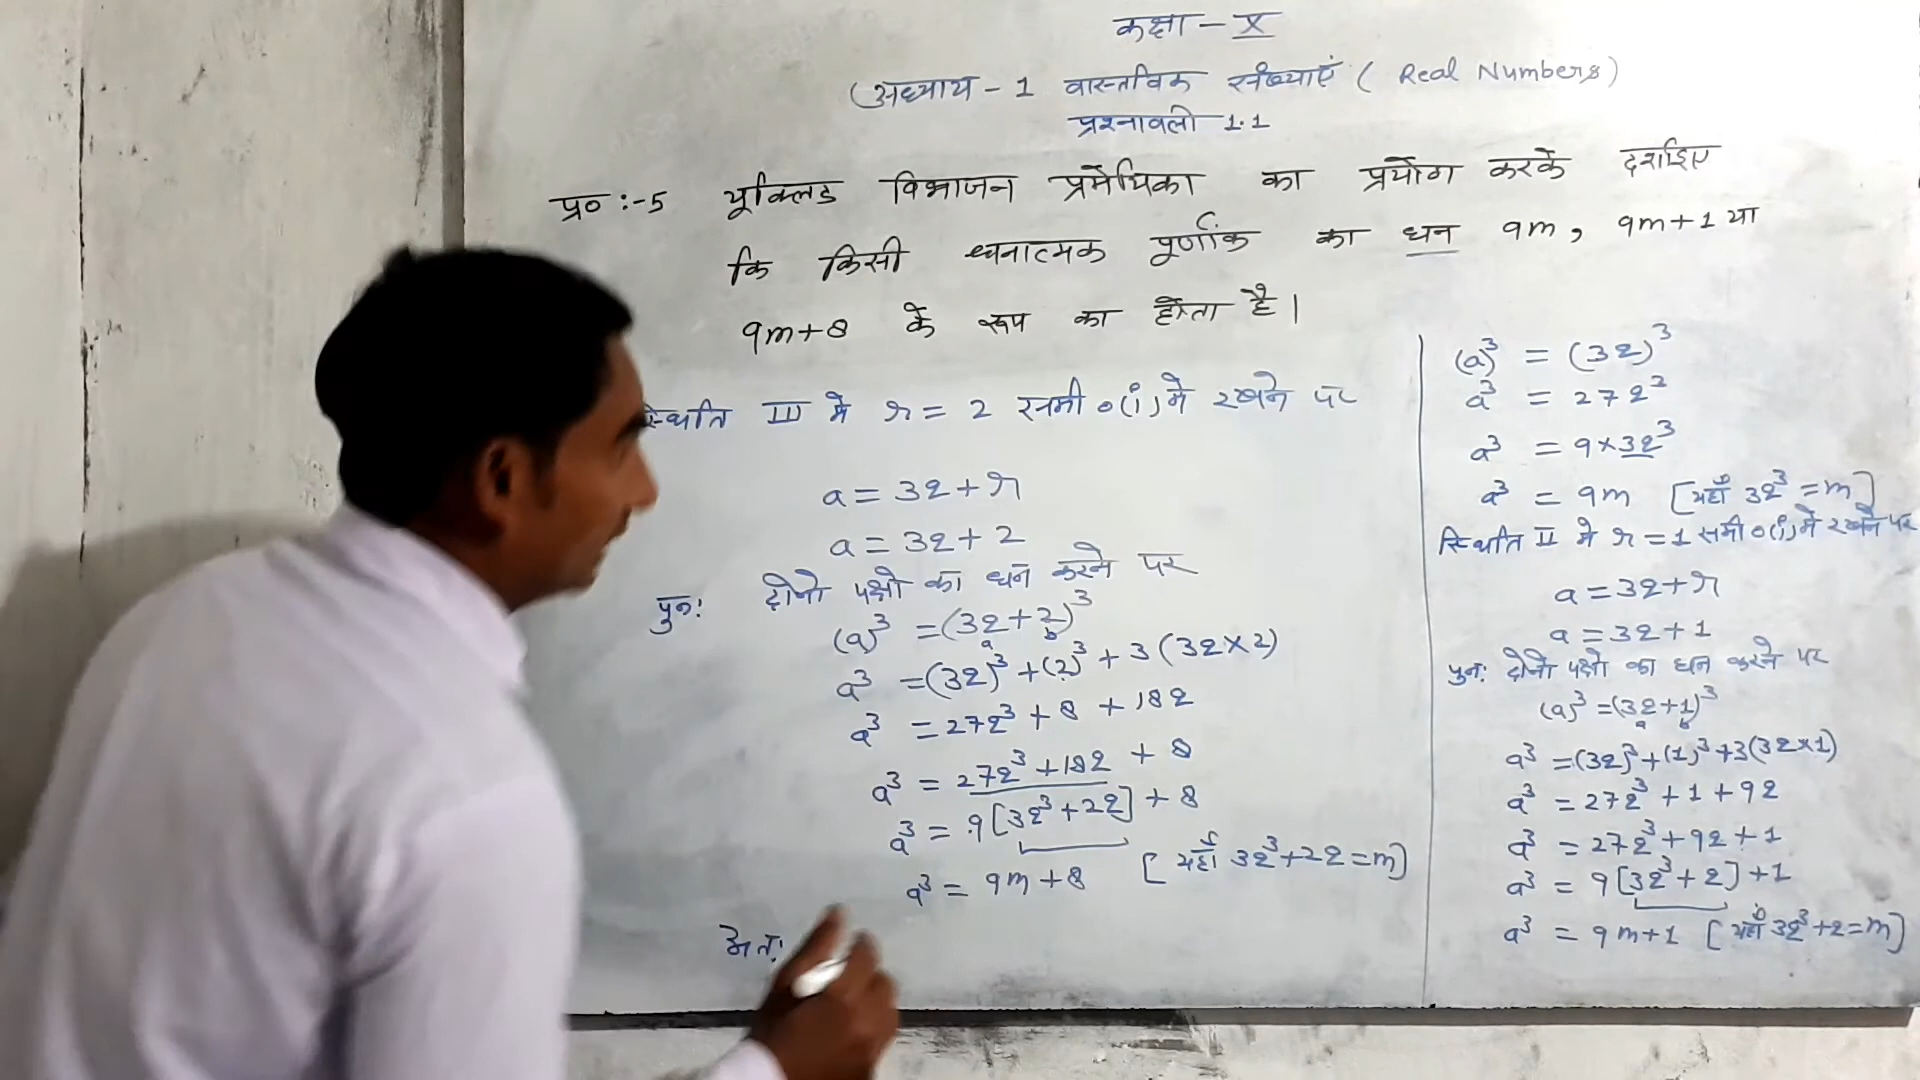 कक्षा - X
(अध्याय - 1 वास्तविक संख्याएं ( Real Numbers)
प्रश्नावली 1.1
प्र० :- 5 यूक्लिड विभाजन प्रमेयिका का प्रयोग करके दर्शाइए
कि किसी धनात्मक पूर्णांक का घन 9m, 9m+1 या
9m+8 के रूप का होता है।
स्थिति III में r = 2 समी०(i) में रखने पर
a = 3q + r
a = 3q + 2
पुनः दोनो पक्षो का घन करने पर
(a)³ = (3q + 2)³
a b
a³ = (3q)³ + (2)³ + 3 (3q×2)
a³ = 27q³ + 8 + 18q
a³ = 27q³ + 18q + 8
a³ = 9[3q³ + 2q] + 8
a³ = 9m + 8 [यहाँ 3q³+2q=m]
अतः
(a)³ = (3q)³
a³ = 27q²
a³ = 9×3q³
a³ = 9m [यहाँ 3q³ = m]
स्थिति II में r = 1 समी०(i) में रखने पर
a = 3q + r
a = 3q + 1
पुनः दोनो पक्षो का घन करने पर
(a)³ = (3q+1)³
a b
a³ = (3q)³ + (1)³ + 3(3q×1)
a³ = 27q³ + 1 + 9q
a³ = 27q³ + 9q + 1
a³ = 9[3q³ + q] + 1
a³ = 9m+1 [यहाँ 3q³+q=m]